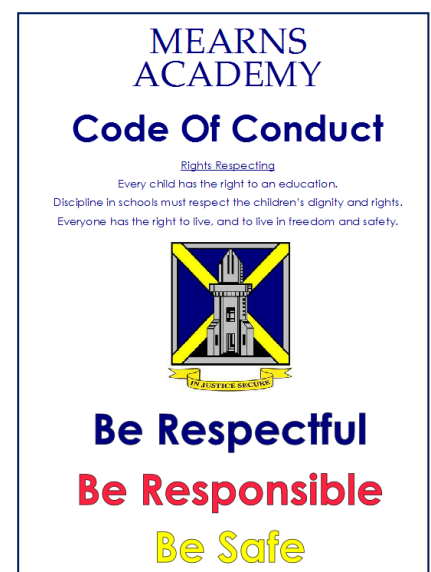 MEARNS
ACADEMY
Code Of Conduct
Rights Respecting
Every child has the right to an education.
Discipline in schools must respect the children's dignity and rights.
Everyone has the right to live, and to live in freedom and safety.
IN JUSTICE SECURE
Be Respectful
Be Responsible
Be Safe